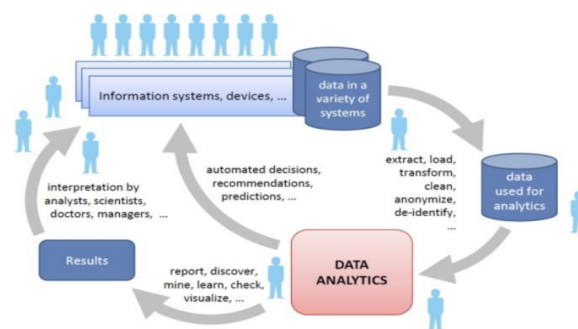 Information systems, devices, ...
data in a
variety of
systems
extract, load,
transform,
clean,
anonymize,
de-identify,
...
data
used for
analytics
automated decisions,
recommendations,
predictions, ...
interpretation by
analysts, scientists,
doctors, managers, ...
Results
report, discover,
mine, learn, check,
visualize, ...
DATA
ANALYTICS